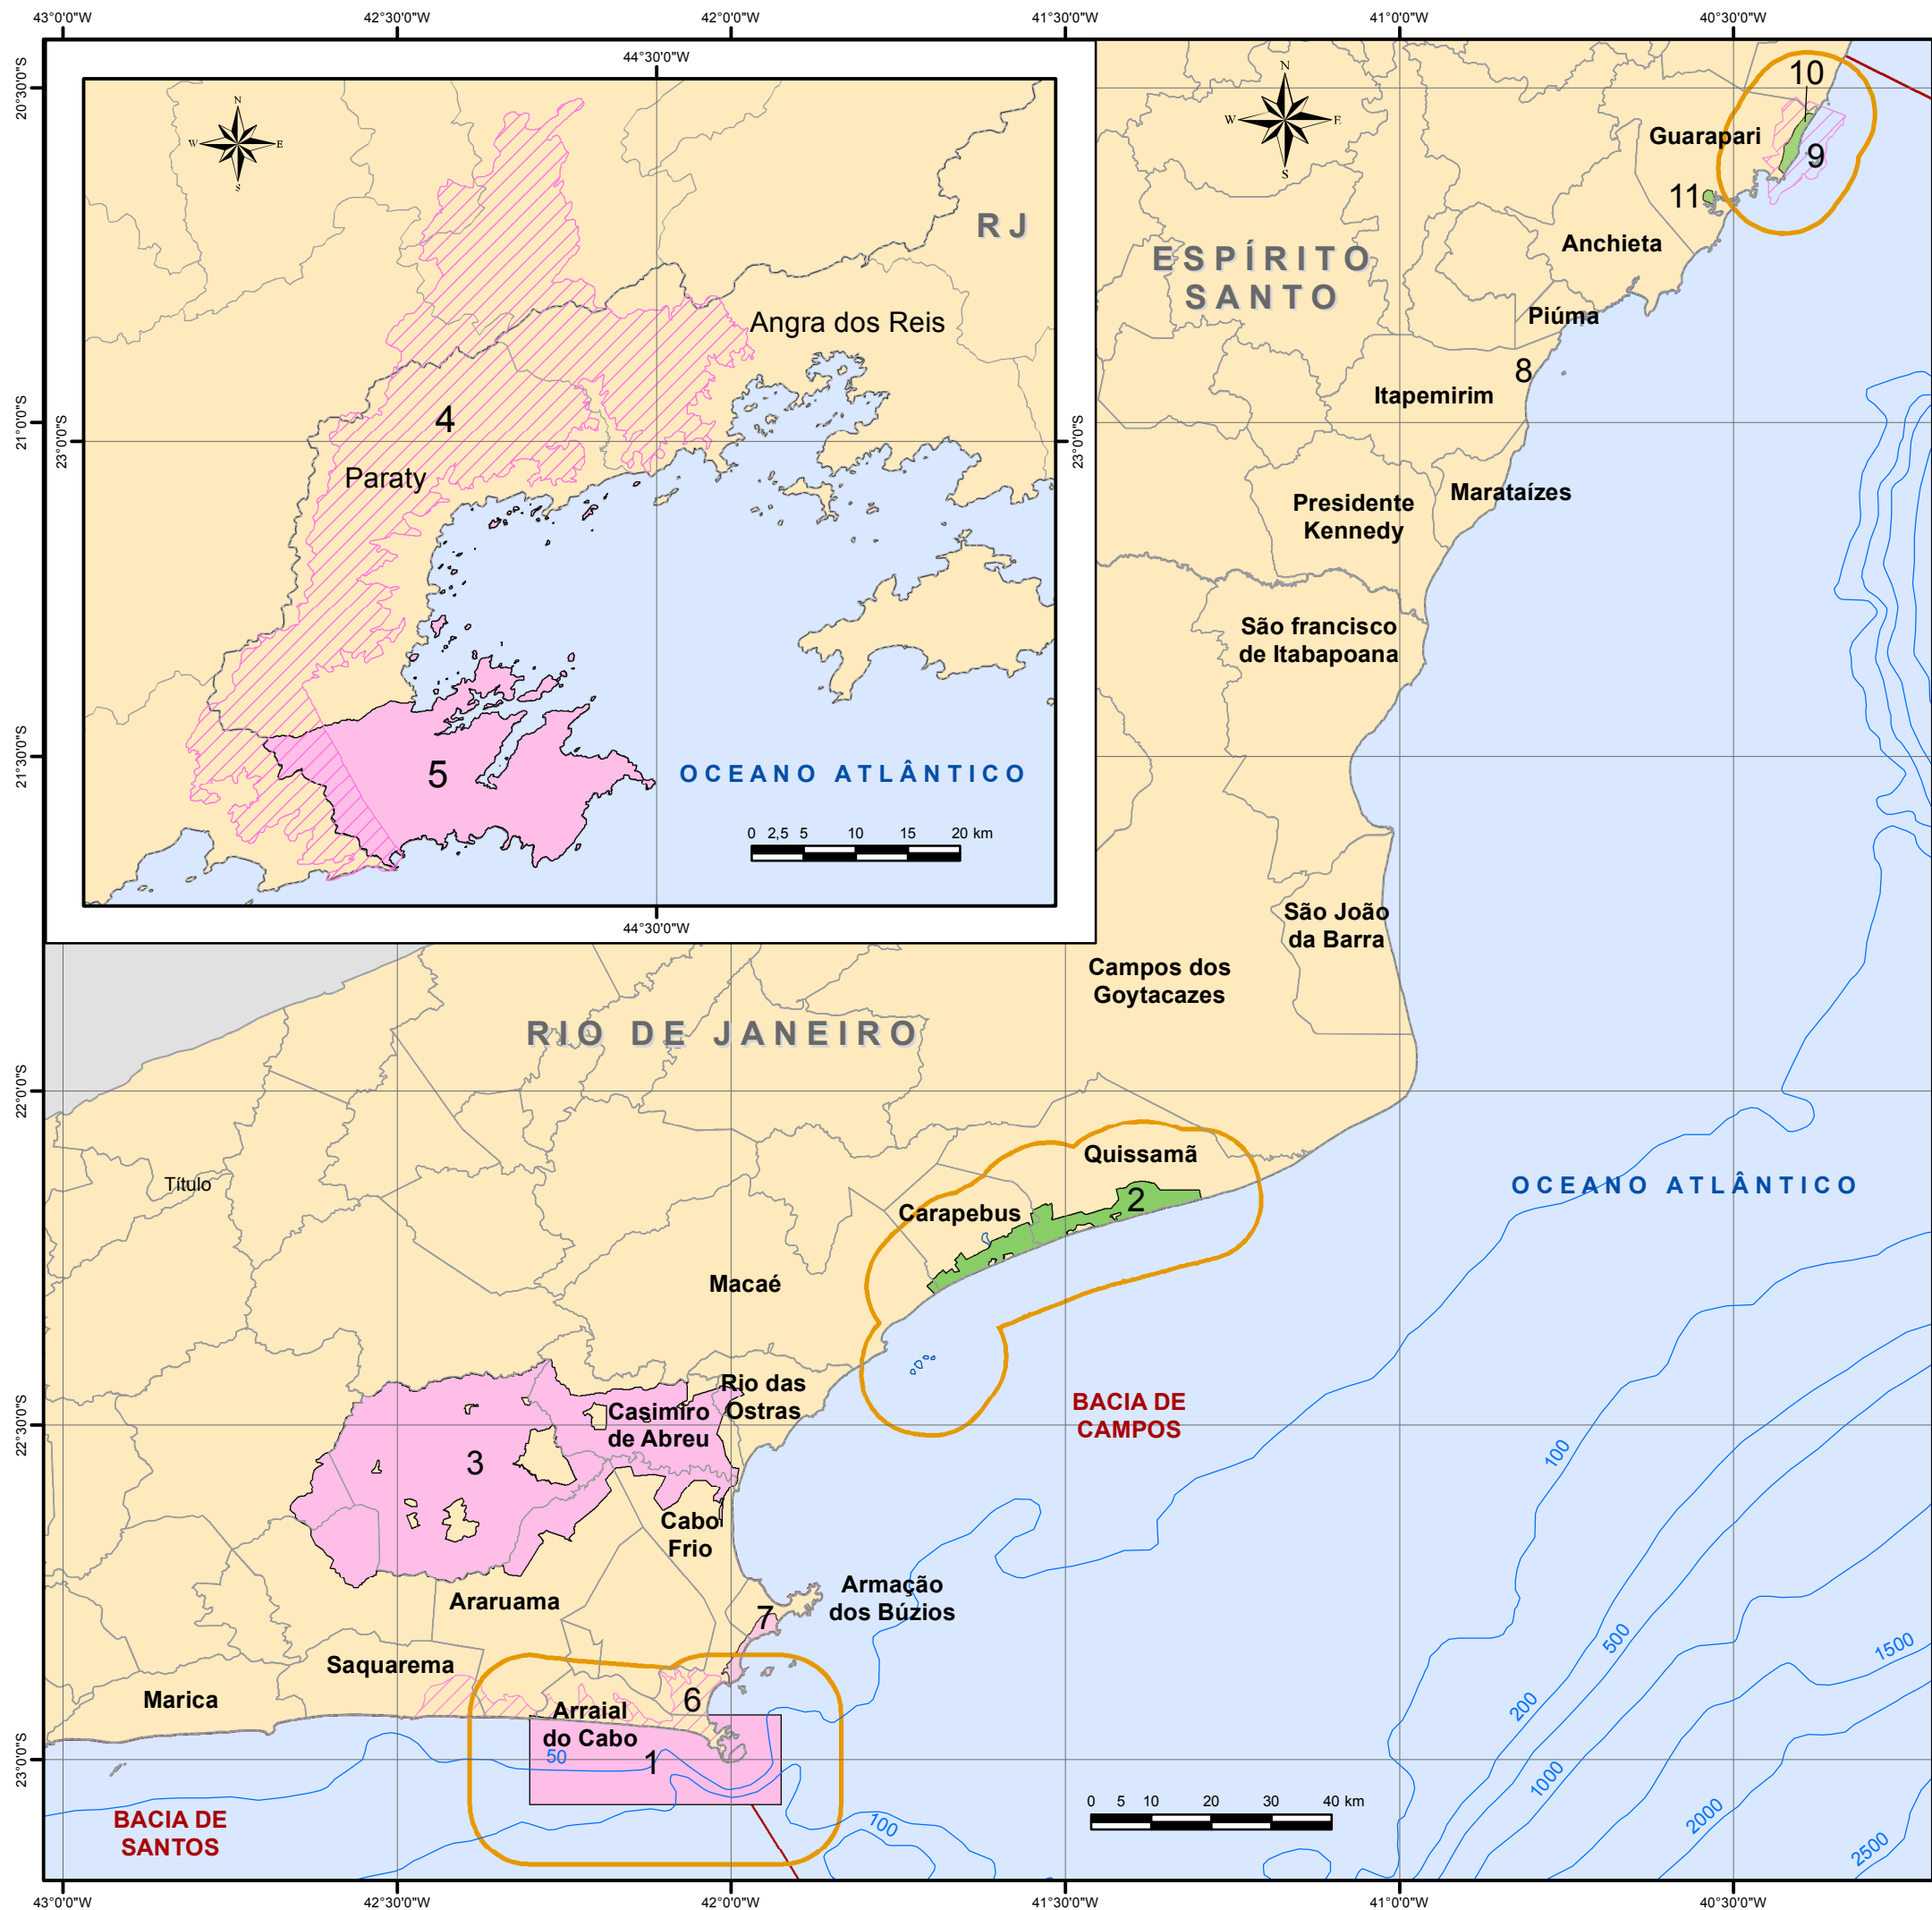 43°0'0"W
42°30'0"W
42°0'0"W
41°30'0"W
41°0'0"W
40°30'0"W
44°30'0"W
20°30'0"S
21°0'0"S
21°30'0"S
22°0'0"S
22°30'0"S
23°0'0"S
N
W
E
S
RJ
Angra dos Reis
4
Paraty
23°0'0"S
23°0'0"S
5
OCEANO ATLÂNTICO
0 2,5 5 10 15 20 km
44°30'0"W
N
W
E
S
10
Guarapari
9
11
Anchieta
ESPÍRITO
SANTO
Piúma
8
Itapemirim
Marataízes
Presidente
Kennedy
São francisco
de Itabapoana
São João
da Barra
Campos dos
Goytacazes
RIO DE JANEIRO
Quissamã
Título
OCEANO ATLÂNTICO
2
Carapebus
Macaé
Rio das
Ostras
Casimiro
de Abreu
BACIA DE
CAMPOS
3
100
Cabo
Frio
Armação
dos Búzios
Araruama
7
500
1500
Saquarema
Marica
6
Arraial
do Cabo
200
50
1
1000
0 5 10 20 30 40 km
2000
BACIA DE
SANTOS
100
2500
43°0'0"W
42°30'0"W
42°0'0"W
41°30'0"W
41°0'0"W
40°30'0"W